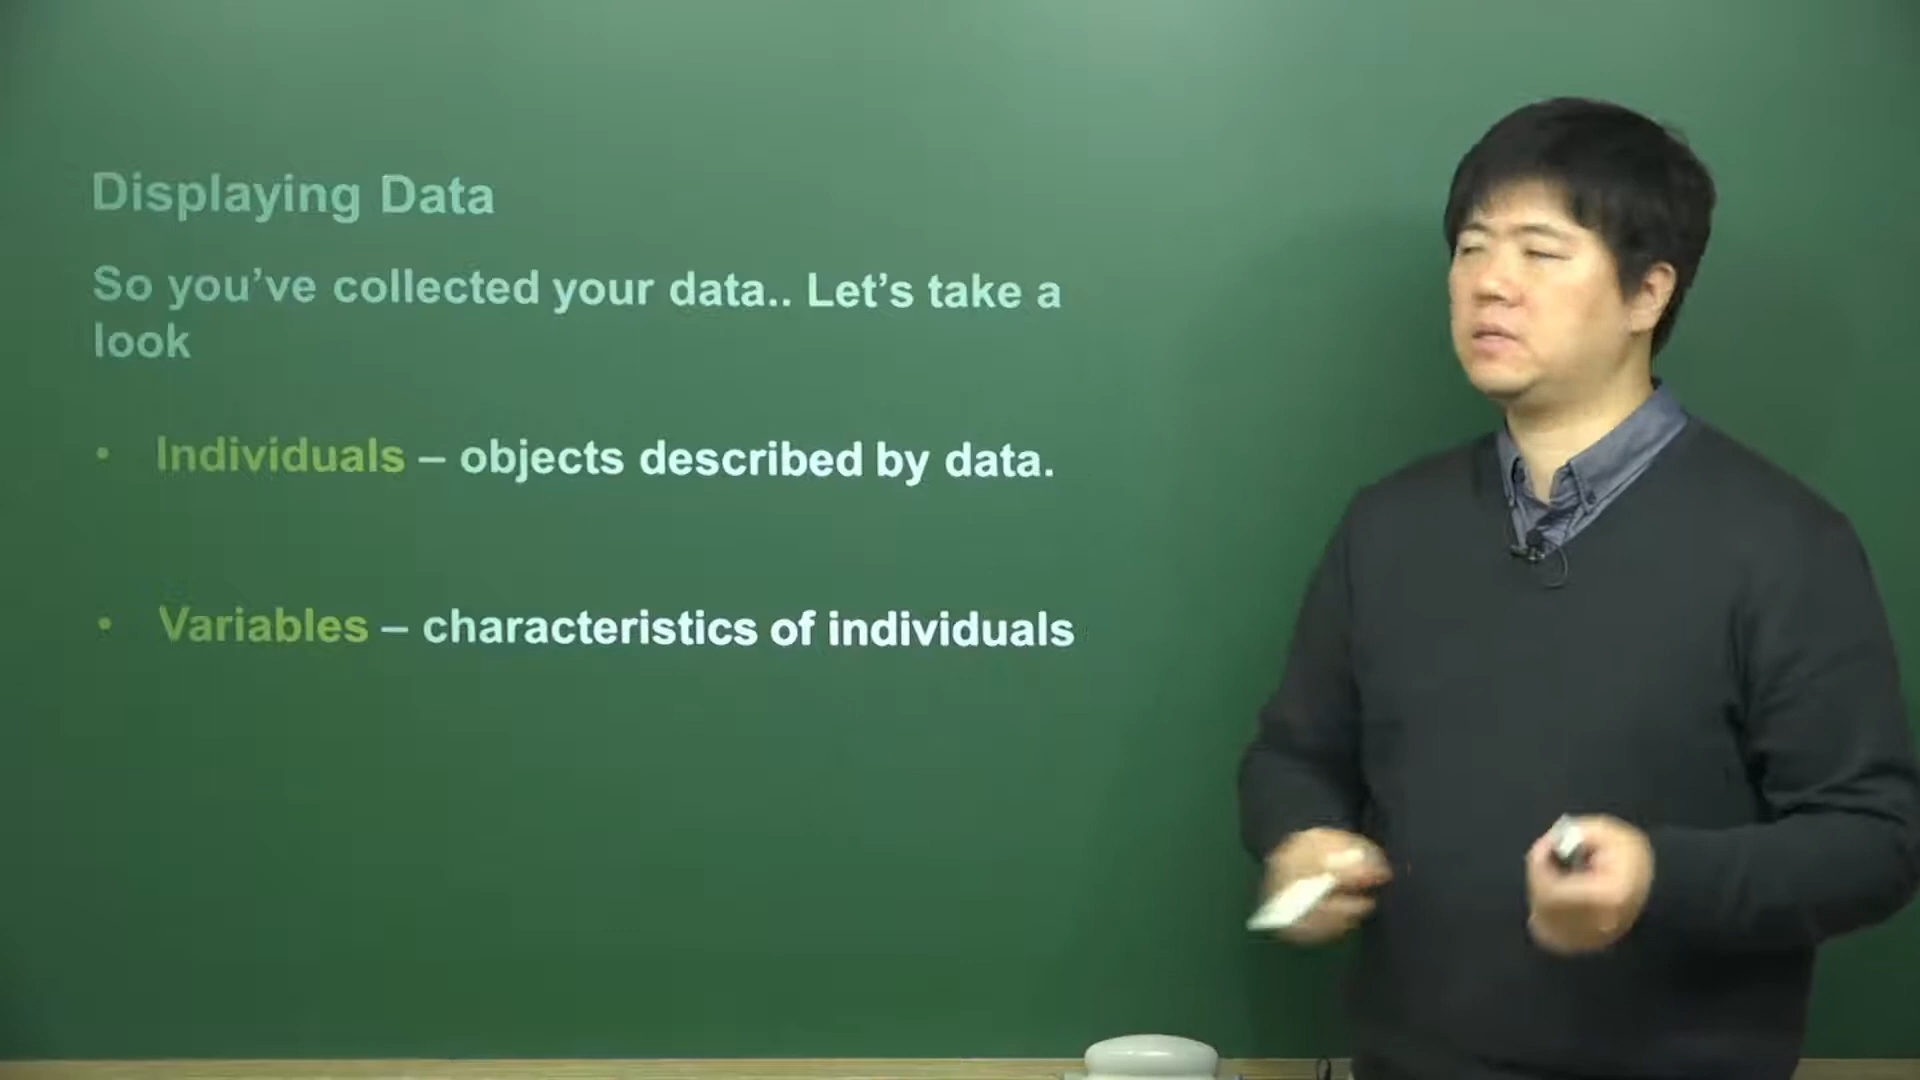 Displaying Data
So you’ve collected your data.. Let’s take a
look
• Individuals – objects described by data.
• Variables – characteristics of individuals